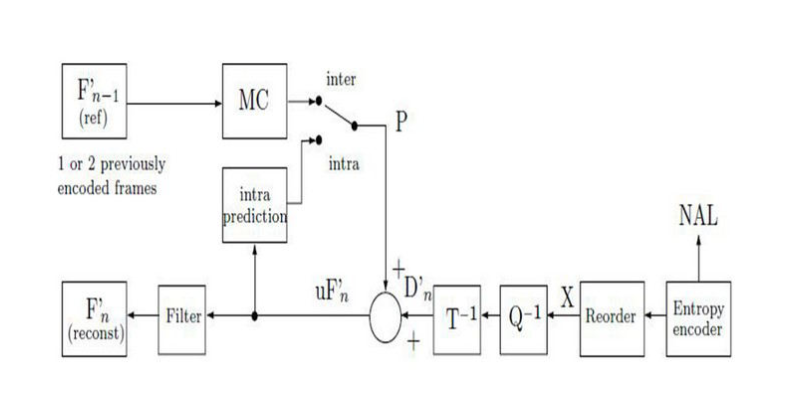 F'n−1
(ref)
MC
inter
P
1 or 2 previously
encoded frames
intra
intra
prediction
NAL
F'n
(reconst)
Filter
uF'n
+
D'n
+
T−1
Q−1
X
Reorder
Entropy
encoder